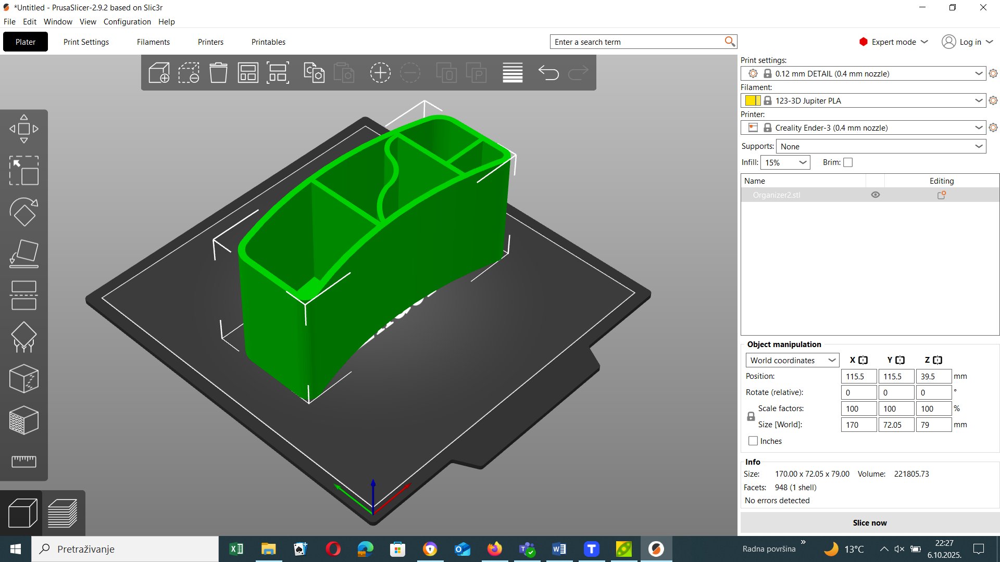 *Untitled - PrusaSlicer-2.9.2 based on Slic3r
File Edit Window View Configuration Help
Plater Print Settings Filaments Printers Printables Enter a search term Expert mode Log in
Print settings:
0.12 mm DETAIL (0.4 mm nozzle)
Filament:
123-3D Jupiter PLA
Printer:
Creality Ender-3 (0.4 mm nozzle)
Supports: None
Infill: 15% Brim:
Name Editing
Organizer2.stl
Object manipulation
World coordinates X Y Z
Position: 115.5 115.5 39.5 mm
Rotate (relative): 0 0 0 °
Scale factors: 100 100 100 %
Size [World]: 170 72.05 79 mm
Inches
Info
Size: 170.00 x 72.05 x 79.00 Volume: 221805.73
Facets: 948 (1 shell)
No errors detected
Slice now
Pretraživanje Radna površina 13°C 22:27
6.10.2025.